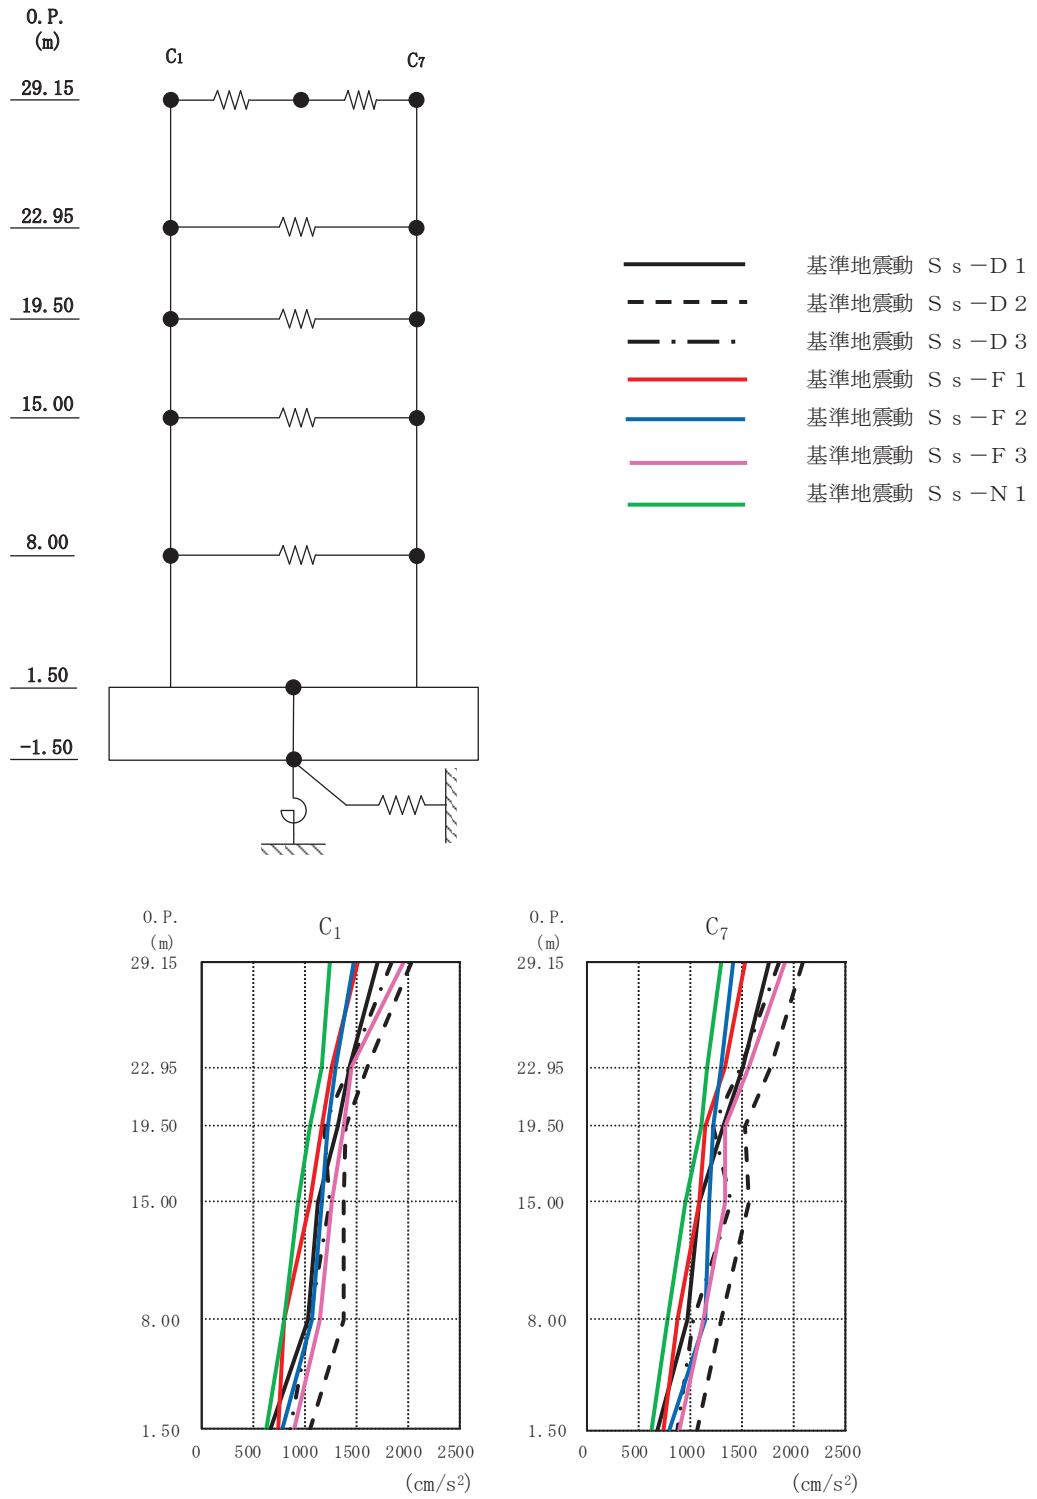 O.P.
(m)
C1
C7
29.15
22.95
19.50
15.00
8.00
1.50
-1.50
基準地震動 Ｓｓ－Ｄ１
基準地震動 Ｓｓ－Ｄ２
基準地震動 Ｓｓ－Ｄ３
基準地震動 Ｓｓ－Ｆ１
基準地震動 Ｓｓ－Ｆ２
基準地震動 Ｓｓ－Ｆ３
基準地震動 Ｓｓ－Ｎ１
O.P.
(m)
C1
29.15
22.95
19.50
15.00
8.00
1.50
0 500 1000 1500 2000 2500
(cm/s²)
O.P.
(m)
C7
29.15
22.95
19.50
15.00
8.00
1.50
0 500 1000 1500 2000 2500
(cm/s²)